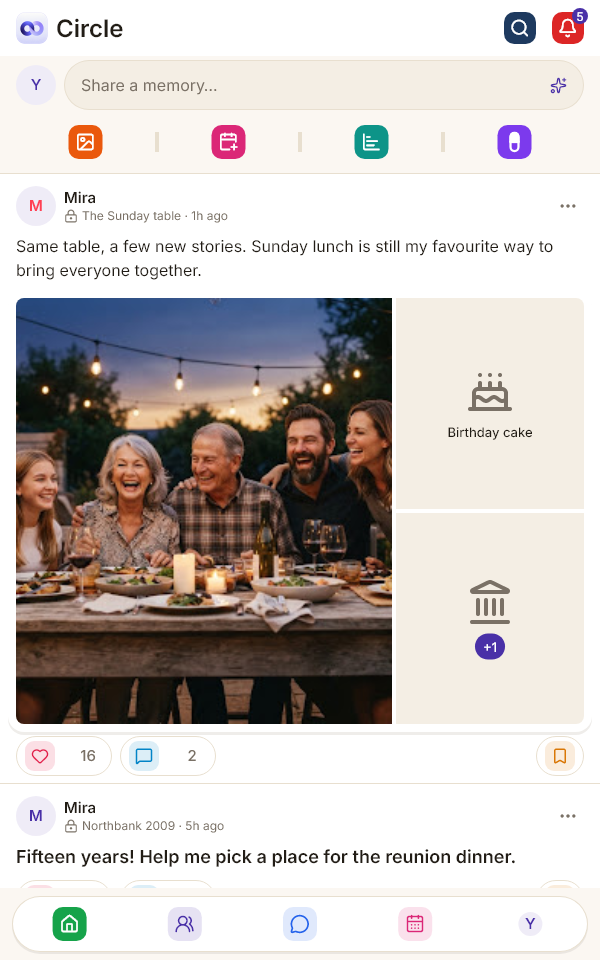 Circle
5
Y
Share a memory...
M
Mira
The Sunday table · 1h ago
Same table, a few new stories. Sunday lunch is still my favourite way to
bring everyone together.
Birthday cake
+1
16
2
M
Mira
Northbank 2009 · 5h ago
Fifteen years! Help me pick a place for the reunion dinner.
Y